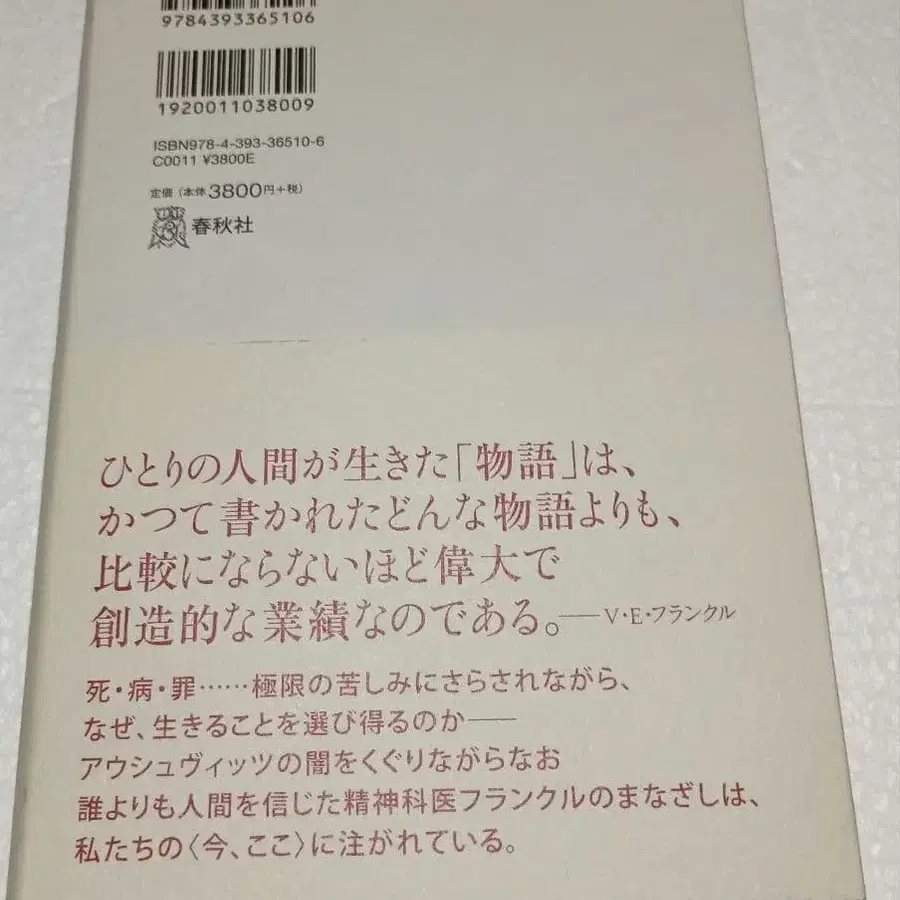 9784393365106
1920011038009
ISBN978-4-393-36510-6
C0011 ¥3800E
定価（本体3800円+税）
春秋社
ひとりの人間が生きた「物語」は、
かつて書かれたどんな物語よりも、
比較にならないほど偉大で
創造的な業績なのである。──V・E・フランクル
死・病・罪……極限の苦しみにさらされながら、
なぜ、生きることを選び得るのか──
アウシュヴィッツの闇をくぐりながらなお
誰よりも人間を信じた精神科医フランクルのまなざしは、
私たちの〈今、ここ〉に注がれている。